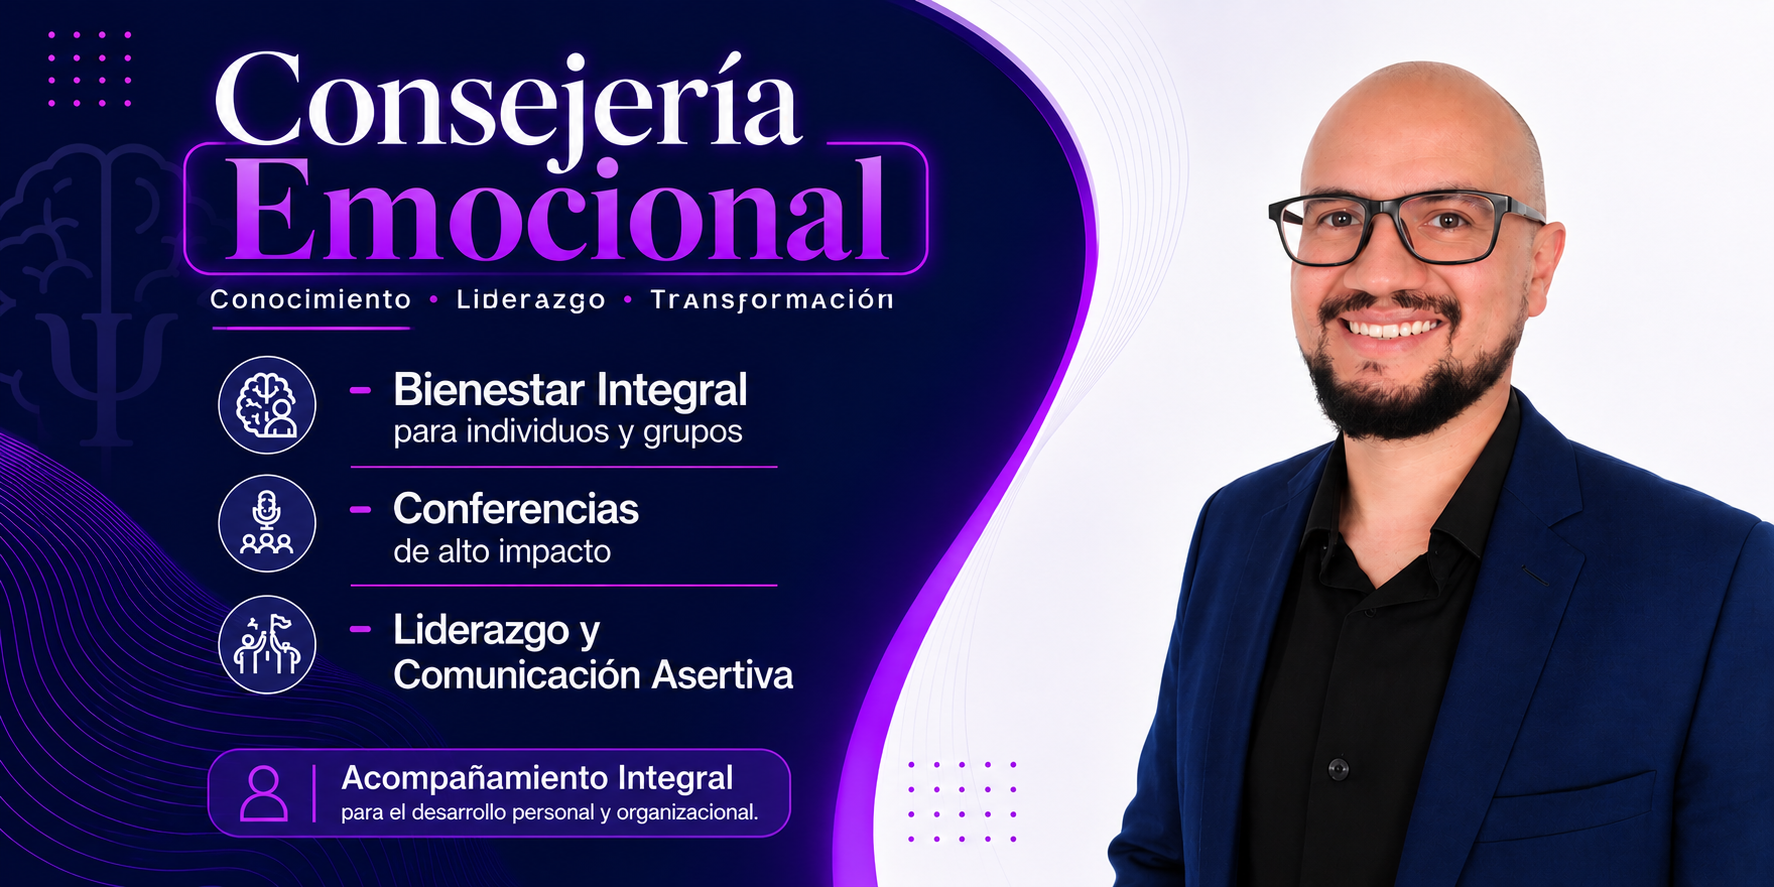 Consejería
Emocional
Conocimiento • Liderazgo • TrAnsformAción
Bienestar Integral
para individuos y grupos
Conferencias
de alto impacto
Liderazgo y
Comunicación Asertiva
Acompañamiento Integral
para el desarrollo personal y organizacional.